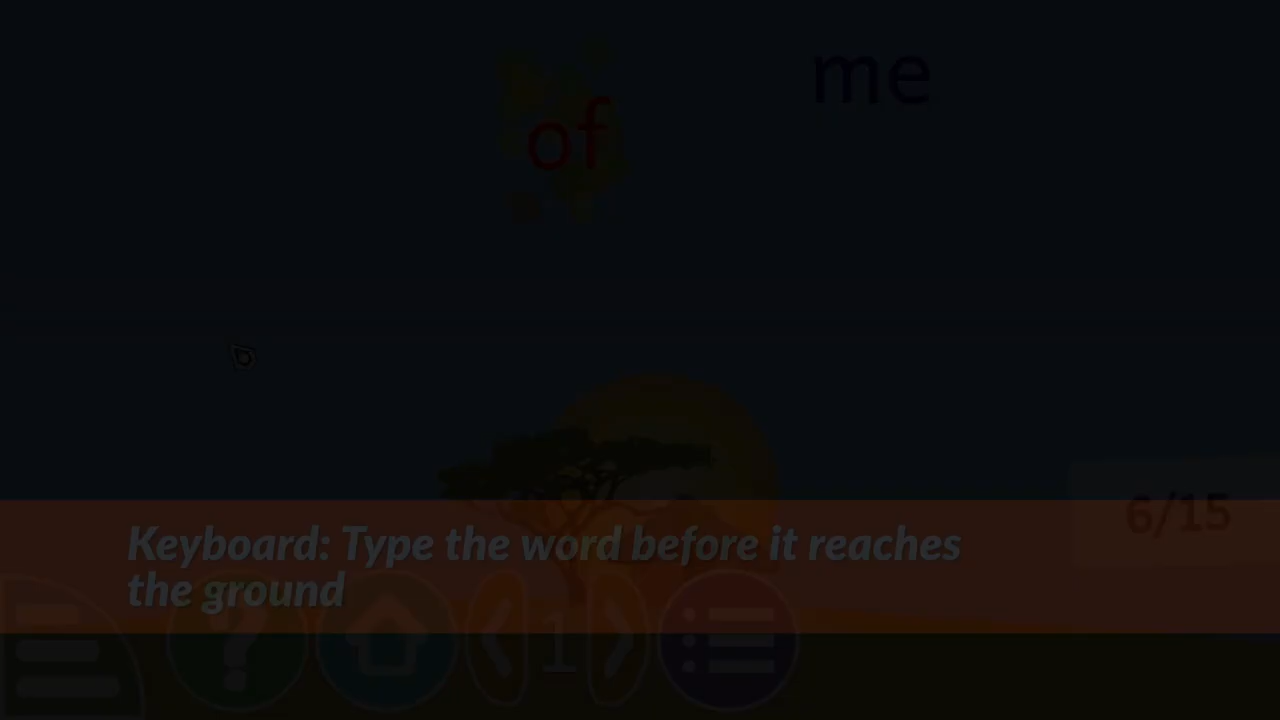 me
of
6/15
Keyboard: Type the word before it reaches
the ground
?
1